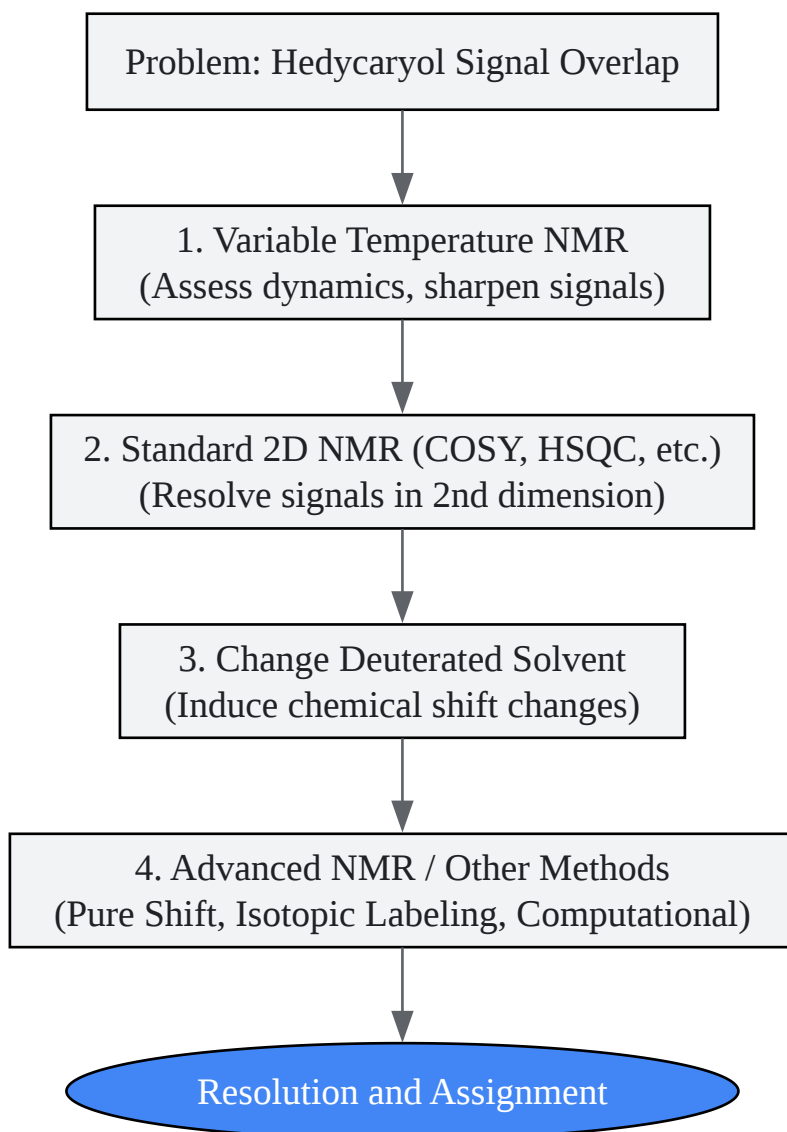 Problem: Hedycaryol Signal Overlap
1. Variable Temperature NMR
(Assess dynamics, sharpen signals)
2. Standard 2D NMR (COSY, HSQC, etc.)
(Resolve signals in 2nd dimension)
3. Change Deuterated Solvent
(Induce chemical shift changes)
4. Advanced NMR / Other Methods
(Pure Shift, Isotopic Labeling, Computational)
Resolution and Assignment